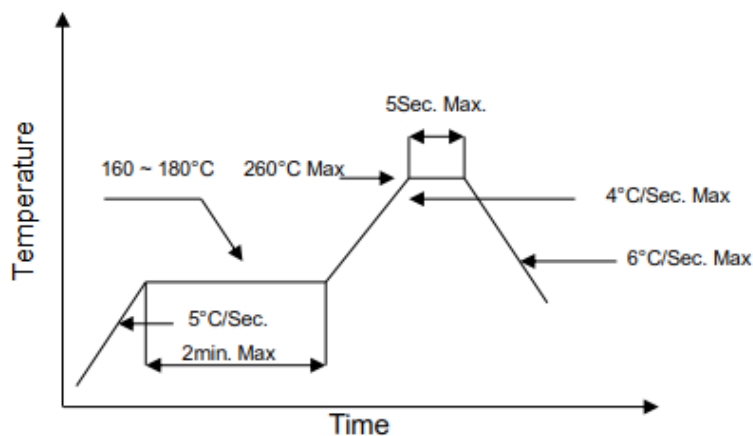 5Sec. Max.
160 ~ 180°C
260°C Max
4°C/Sec. Max
6°C/Sec. Max
Temperature
5°C/Sec.
2min. Max
Time